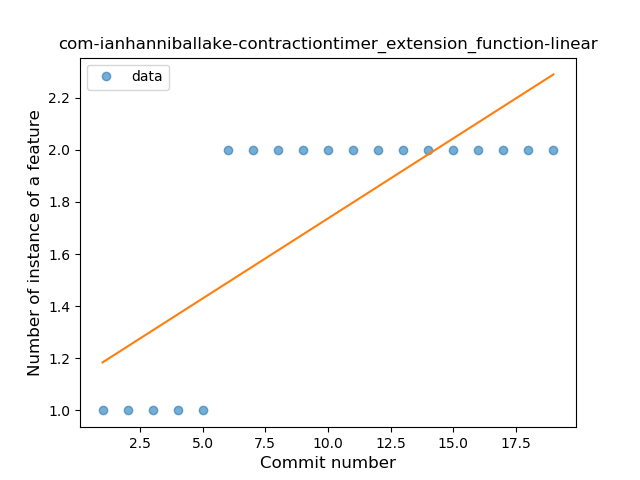 com-ianhanniballake-contractiontimer_extension_function-linear
data
Number of instance of a feature
2.2
2.0
1.8
1.6
1.4
1.2
1.0
2.5 5.0 7.5 10.0 12.5 15.0 17.5
Commit number